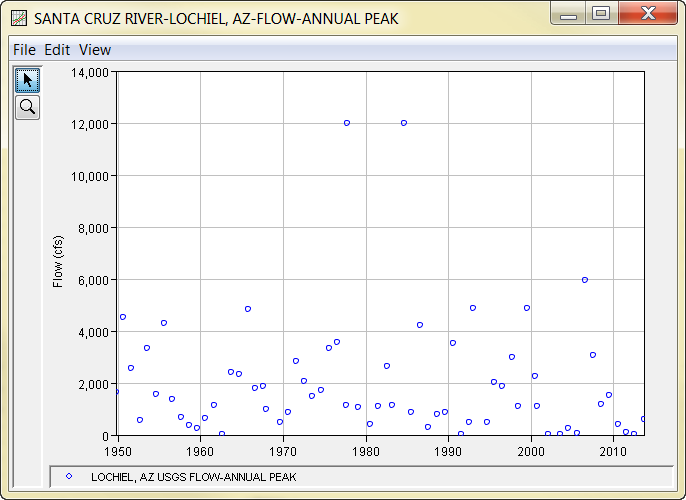 SANTA CRUZ RIVER-LOCHIEL, AZ-FLOW-ANNUAL PEAK
File Edit View
14,000
12,000
10,000
8,000
6,000
4,000
2,000
0
Flow (cfs)
1950 1960 1970 1980 1990 2000 2010
LOCHIEL, AZ USGS FLOW-ANNUAL PEAK